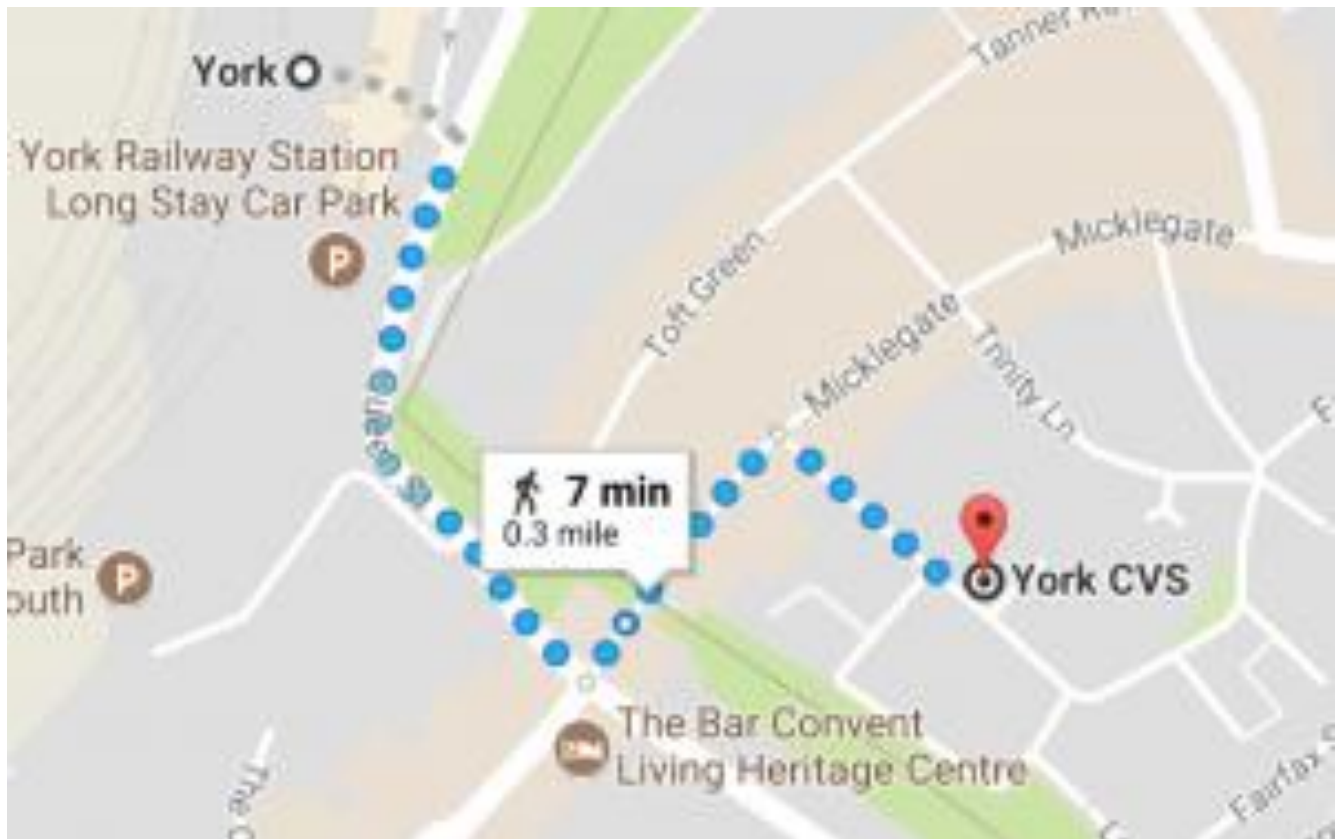 Tanner
York
York Railway Station
Long Stay Car Park
P
Toft Green
Micklegate
Micklegate
Trinity Ln
7 min
0.3 mile
Park
outh
P
York CVS
The Bar Convent
Living Heritage Centre
Fairfax S
The